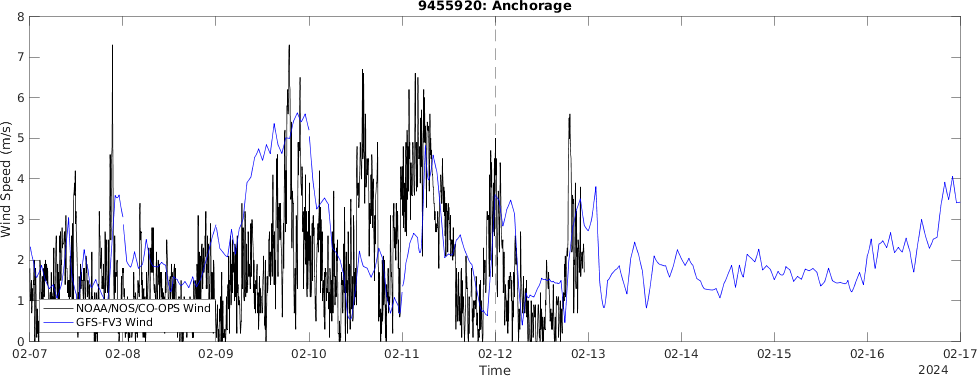 9455920: Anchorage
8
7
6
5
4
3
2
1
0
Wind Speed (m/s)
NOAA/NOS/CO-OPS Wind
GFS-FV3 Wind
02-07 02-08 02-09 02-10 02-11 02-12 02-13 02-14 02-15 02-16 02-17
Time
2024